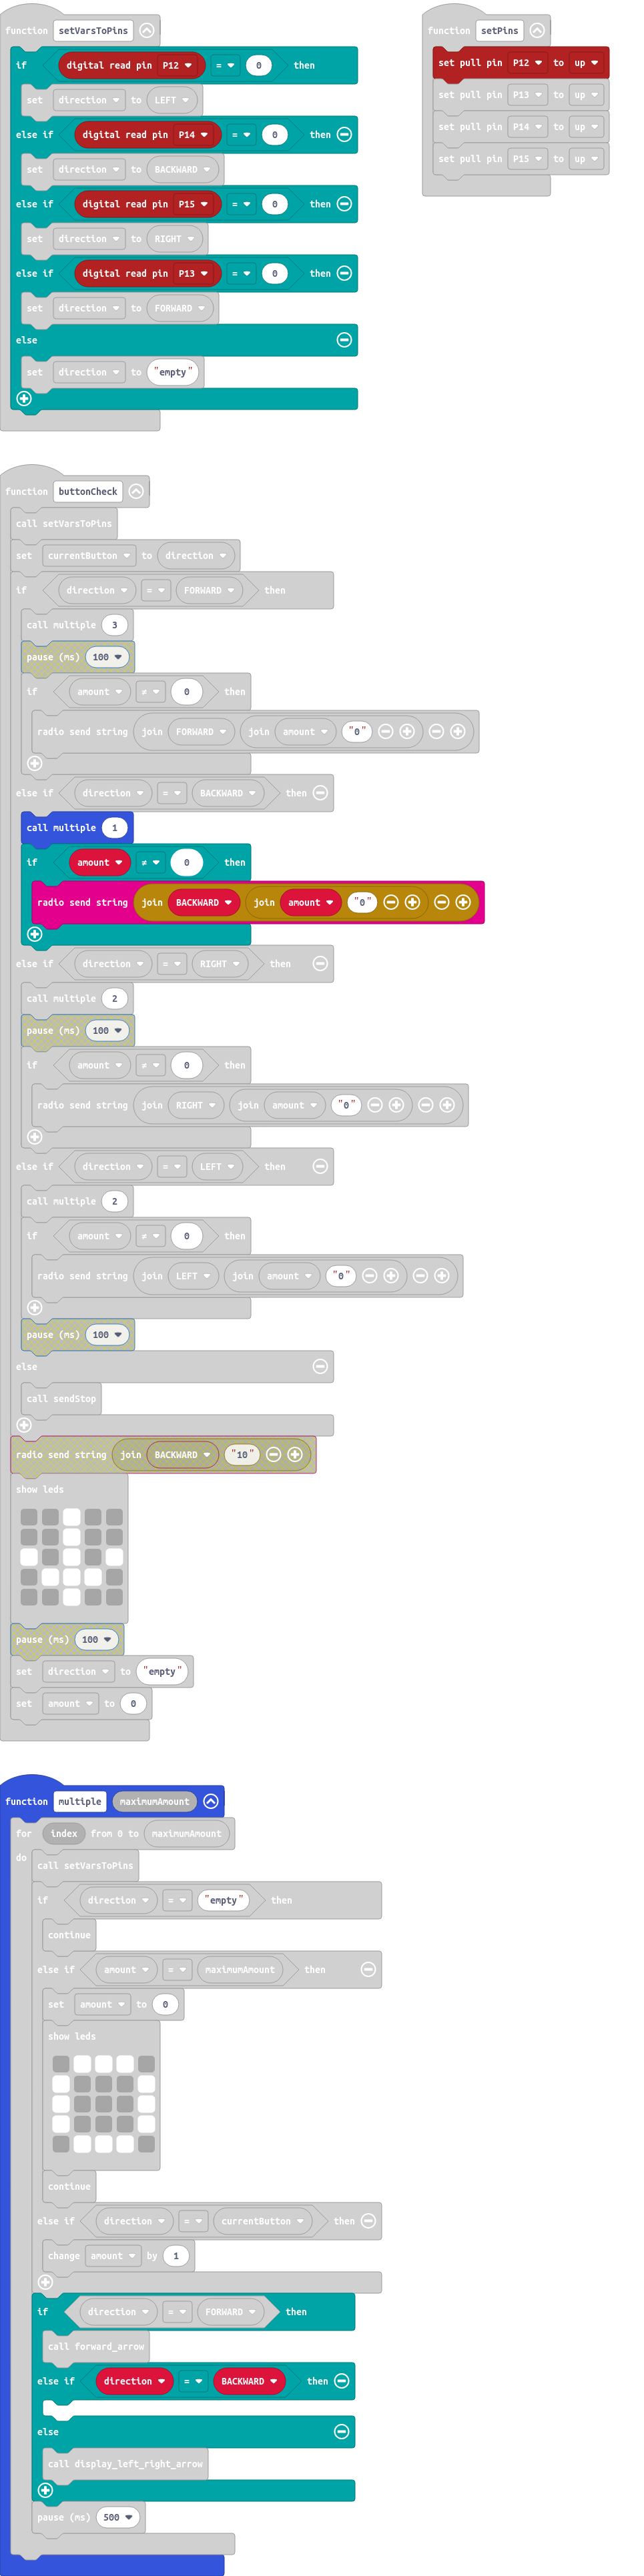 function setVarsToPins
if digital read pin P12 = 0 then
set direction to LEFT
else if digital read pin P14 = 0 then
set direction to BACKWARD
else if digital read pin P15 = 0 then
set direction to RIGHT
else if digital read pin P13 = 0 then
set direction to FORWARD
else
set direction to "empty"
function setPins
set pull pin P12 to up
set pull pin P13 to up
set pull pin P14 to up
set pull pin P15 to up
function buttonCheck
call setVarsToPins
set currentButton to direction
if direction = FORWARD then
call multiple 3
pause (ms) 100
if amount ≠ 0 then
radio send string join FORWARD join amount "0"
else if direction = BACKWARD then
call multiple 1
if amount ≠ 0 then
radio send string join BACKWARD join amount "0"
else if direction = RIGHT then
call multiple 2
pause (ms) 100
if amount ≠ 0 then
radio send string join RIGHT join amount "0"
else if direction = LEFT then
call multiple 2
if amount ≠ 0 then
radio send string join LEFT join amount "0"
pause (ms) 100
else
call sendStop
radio send string join BACKWARD "10"
show leds
pause (ms) 100
set direction to "empty"
set amount to 0
function multiple maximumAmount
for index from 0 to maximumAmount
do
call setVarsToPins
if direction = "empty" then
continue
else if amount = maximumAmount then
set amount to 0
show leds
continue
else if direction = currentButton then
change amount by 1
if direction = FORWARD then
call forward_arrow
else if direction = BACKWARD then
else
call display_left_right_arrow
pause (ms) 500